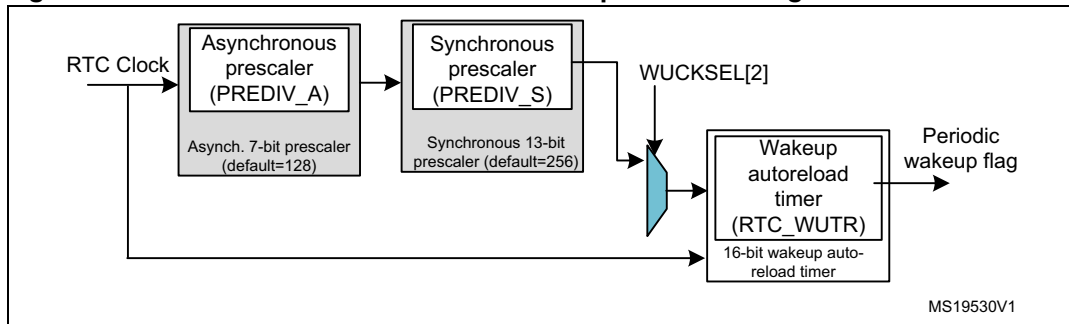 RTC Clock
Asynchronous
prescaler
(PREDIV_A)
Asynch. 7-bit prescaler
(default=128)
Synchronous
prescaler
(PREDIV_S)
Synchronous 13-bit
prescaler (default=256)
WUCKSEL[2]
Wakeup
autoreload
timer
(RTC_WUTR)
16-bit wakeup auto-
reload timer
Periodic
wakeup flag
MS19530V1